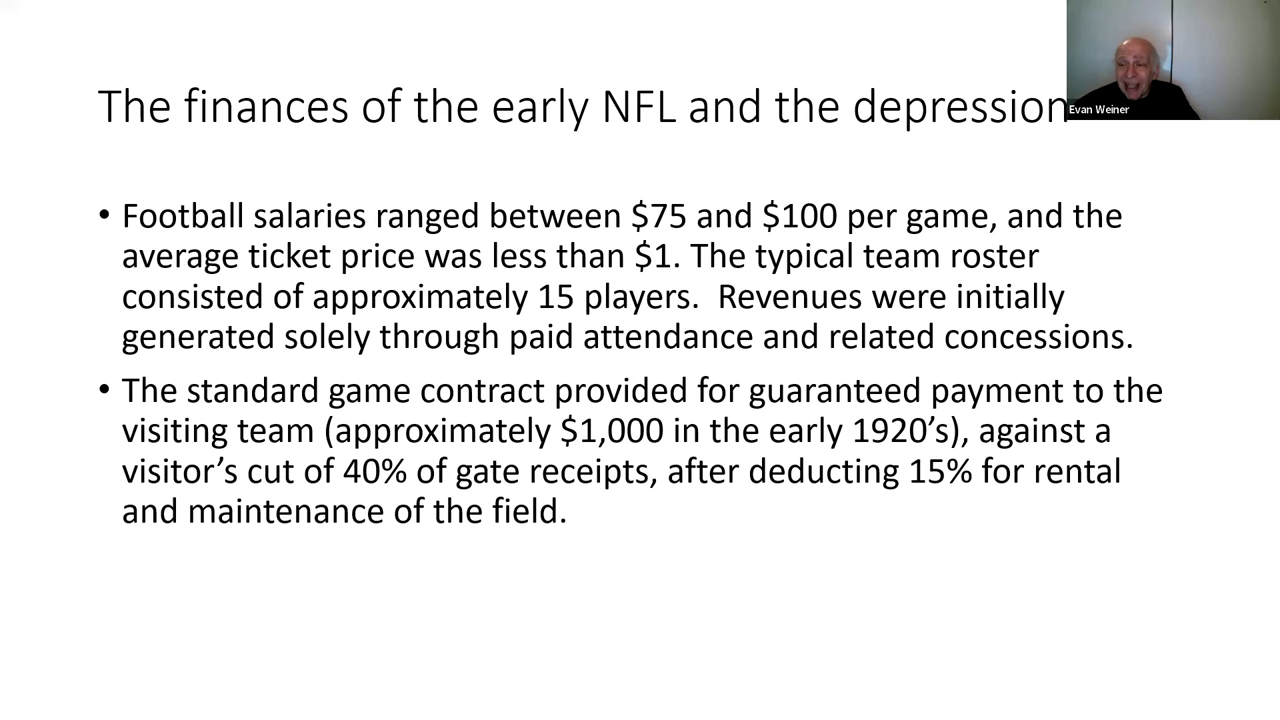 The finances of the early NFL and the depression
Evan Weiner
• Football salaries ranged between $75 and $100 per game, and the
average ticket price was less than $1. The typical team roster
consisted of approximately 15 players.  Revenues were initially
generated solely through paid attendance and related concessions.
• The standard game contract provided for guaranteed payment to the
visiting team (approximately $1,000 in the early 1920’s), against a
visitor’s cut of 40% of gate receipts, after deducting 15% for rental
and maintenance of the field.